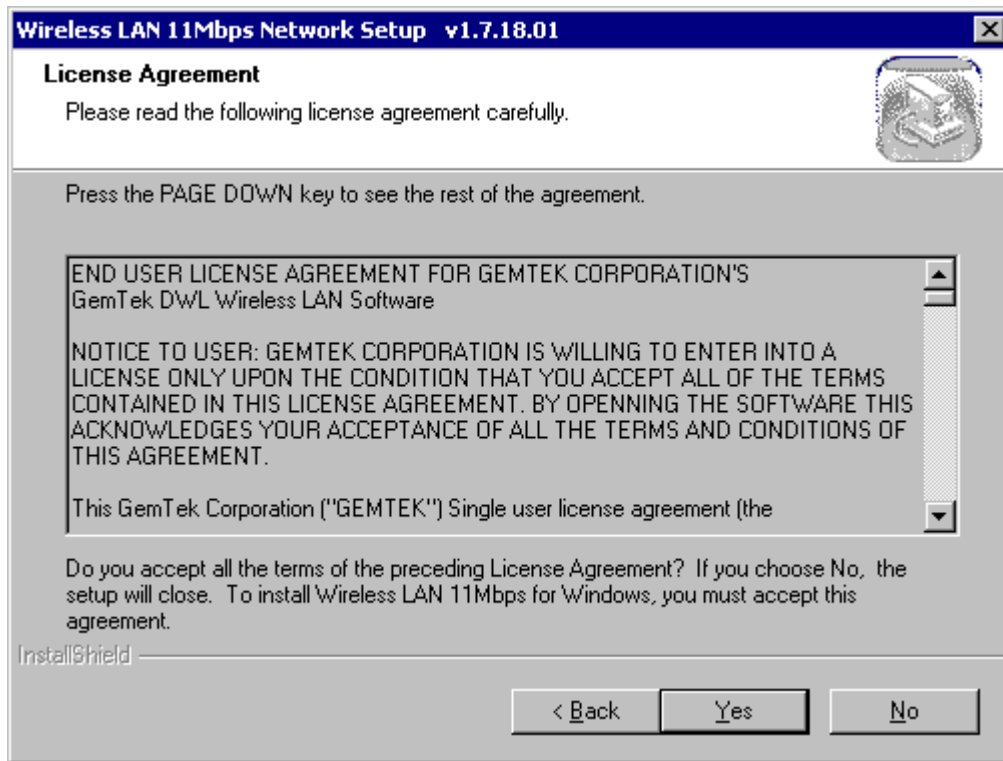 Wireless LAN 11Mbps Network Setup v1.7.18.01
License Agreement
Please read the following license agreement carefully.
Press the PAGE DOWN key to see the rest of the agreement.
END USER LICENSE AGREEMENT FOR GEMTEK CORPORATION'S
GemTek DWL Wireless LAN Software
NOTICE TO USER: GEMTEK CORPORATION IS WILLING TO ENTER INTO A
LICENSE ONLY UPON THE CONDITION THAT YOU ACCEPT ALL OF THE TERMS
CONTAINED IN THIS LICENSE AGREEMENT. BY OPENNING THE SOFTWARE THIS
ACKNOWLEDGES YOUR ACCEPTANCE OF ALL THE TERMS AND CONDITIONS OF
THIS AGREEMENT.
This GemTek Corporation ("GEMTEK") Single user license agreement (the
Do you accept all the terms of the preceding License Agreement? If you choose No, the
setup will close. To install Wireless LAN 11Mbps for Windows, you must accept this
agreement.
InstallShield
< Back Yes No